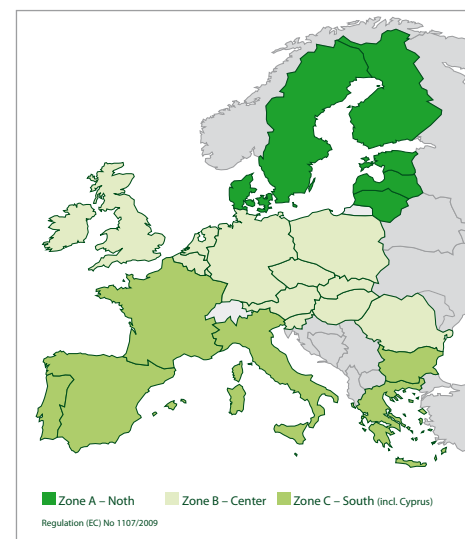 Zone A – Noth Zone B – Center Zone C – South (incl. Cyprus)
Regulation (EC) No 1107/2009